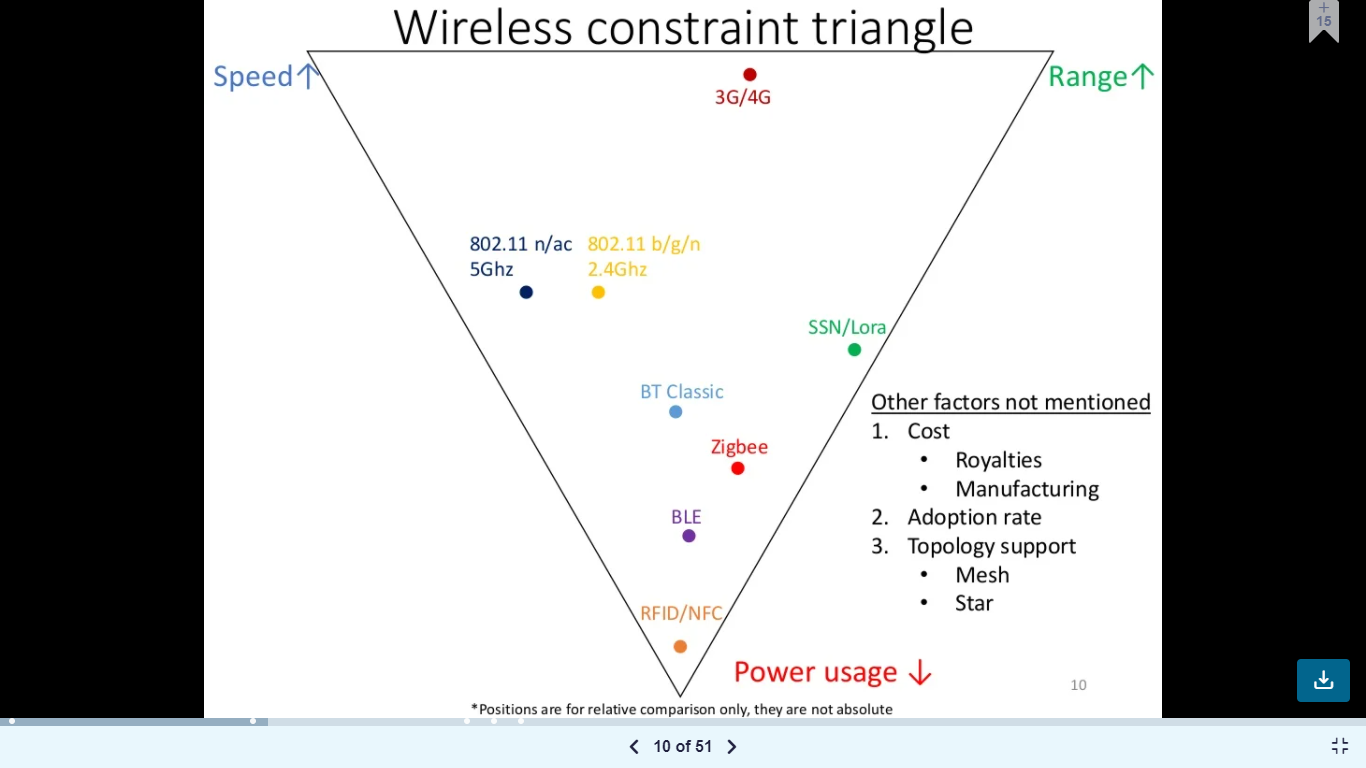 Wireless constraint triangle
+
15
Speed↑
Range↑
3G/4G
802.11 n/ac
5Ghz
802.11 b/g/n
2.4Ghz
SSN/Lora
BT Classic
Zigbee
BLE
RFID/NFC
Other factors not mentioned
1. Cost
• Royalties
• Manufacturing
2. Adoption rate
3. Topology support
• Mesh
• Star
Power usage ↓
10
*Positions are for relative comparison only, they are not absolute
10 of 51